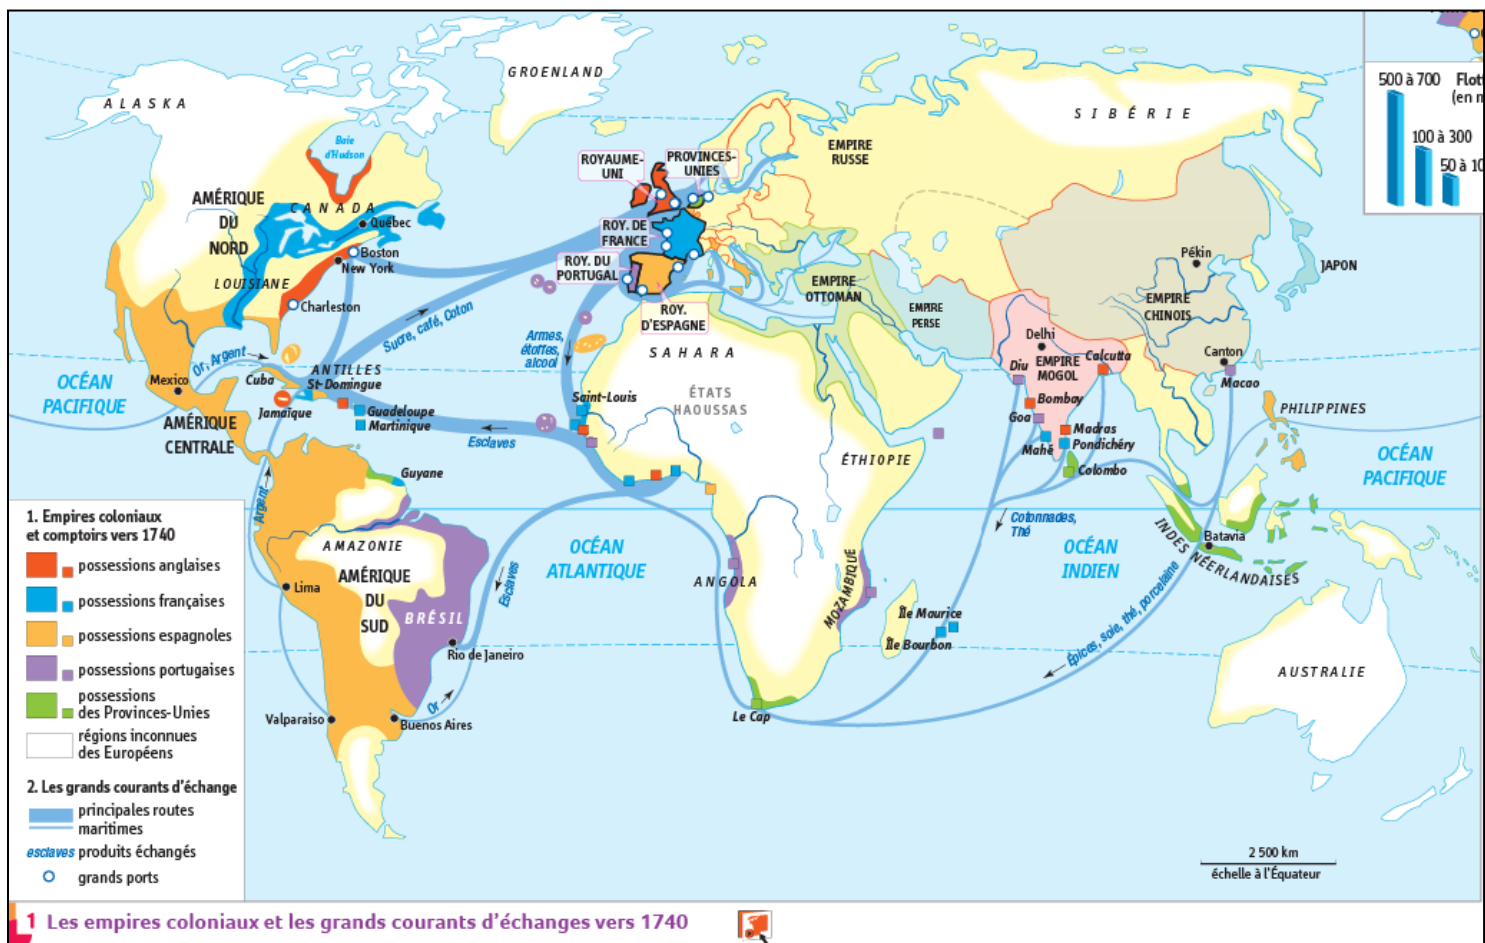 GROENLAND
ALASKA
SIBÉRIE
500 à 700
100 à 300
Baie
d'Hudson
ROYAUME-
UNI
PROVINCES-
UNIES
EMPIRE
RUSSE
AMÉRIQUE
DU
NORD
CANADA
Québec
Boston
New York
LOUISIANE
Charleston
ROY. DE
FRANCE
ROY. DU
PORTUGAL
ROY.
D'ESPAGNE
EMPIRE
OTTOMAN
EMPIRE
PERSE
Pékin
EMPIRE
CHINOIS
JAPON
Sucre, café, Coton
Armes,
étoffes,
alcool
SAHARA
Delhi
EMPIRE
MOGOL
Diu
Calcutta
Canton
Macao
Or, Argent
OCÉAN
PACIFIQUE
Mexico
Cuba
ANTILLES
St-Domingue
Jamaïque
Guadeloupe
Martinique
AMÉRIQUE
CENTRALE
Esclaves
Saint-Louis
ÉTATS
HAOUSSAS
ÉTHIOPIE
Bombay
Goa
Madras
Mahé
Pondichéry
Colombo
PHILIPPINES
OCÉAN
PACIFIQUE
Guyane
Argent
AMAZONIE
AMÉRIQUE
DU
SUD
BRÉSIL
Lima
Rio de Janeiro
Valparaiso
Buenos Aires
Or
Esclaves
OCÉAN
ATLANTIQUE
ANGOLA
MOZAMBIQUE
Le Cap
Île Maurice
Île Bourbon
Cotonnades,
Thé
OCÉAN
INDIEN
Batavia
INDES NÉERLANDAISES
Épices, soie, thé, porcelaine
AUSTRALIE
2 500 km
échelle à l'Équateur
1. Empires coloniaux
et comptoirs vers 1740
possessions anglaises
possessions françaises
possessions espagnoles
possessions portugaises
possessions
des Provinces-Unies
régions inconnues
des Européens
2. Les grands courants d'échange
principales routes
maritimes
esclaves produits échangés
grands ports
1 Les empires coloniaux et les grands courants d'échanges vers 1740